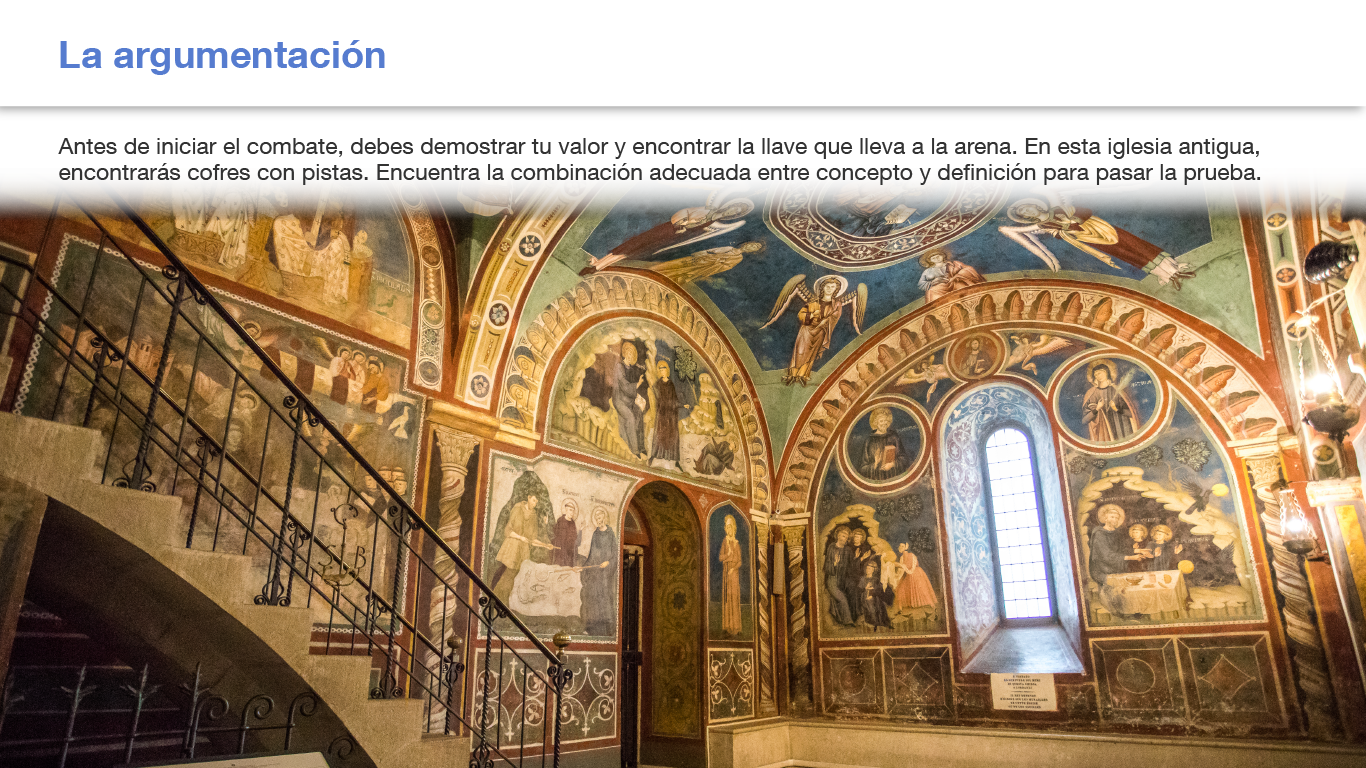 La argumentación
Antes de iniciar el combate, debes demostrar tu valor y encontrar la llave que lleva a la arena. En esta iglesia antigua,
encontrarás cofres con pistas. Encuentra la combinación adecuada entre concepto y definición para pasar la prueba.